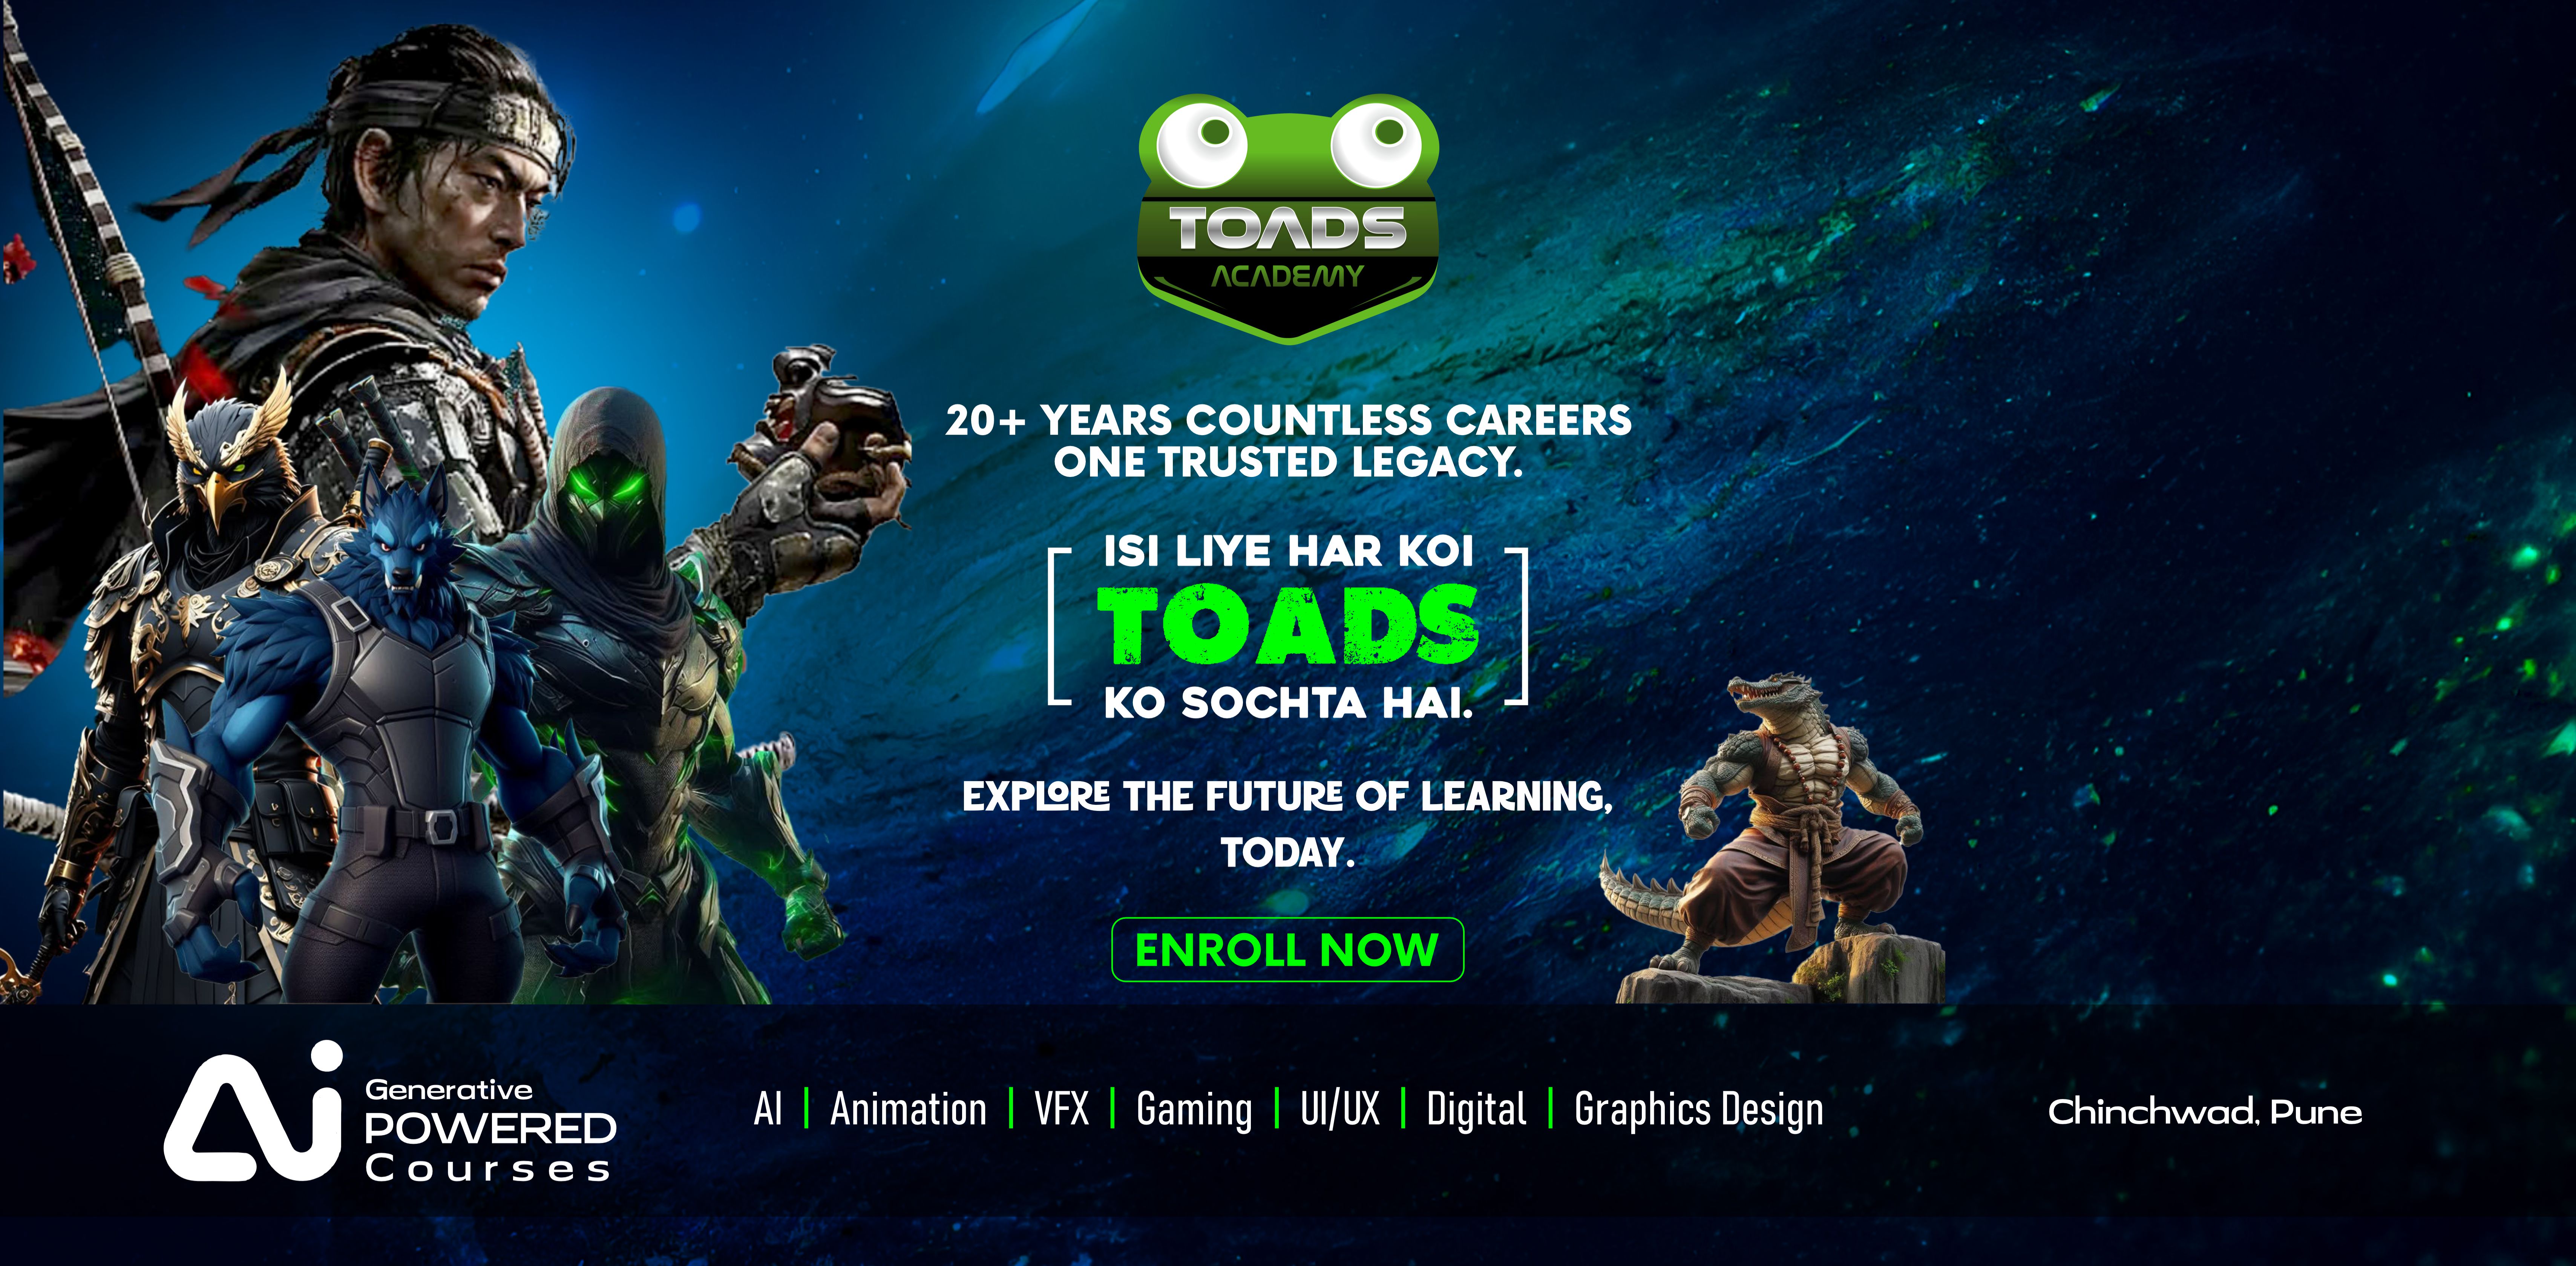 TOADS
ACADEMY
20+ YEARS COUNTLESS CAREERS
ONE TRUSTED LEGACY.
ISI LIYE HAR KOI
TOADS
KO SOCHTA HAI.
EXPLORE THE FUTURE OF LEARNING,
TODAY.
ENROLL NOW
Ai
Generative
POWERED
Courses
AI | Animation | VFX | Gaming | UI/UX | Digital | Graphics Design
Chinchwad, Pune